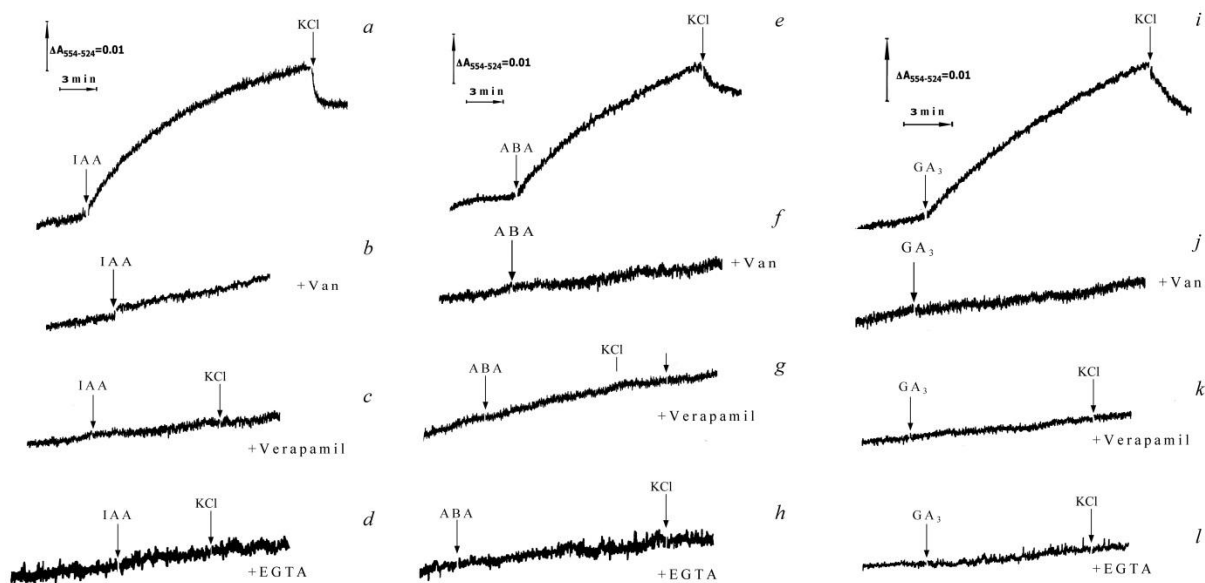 KCl a
ΔA554-524=0.01
3 min
IAA
b
IAA
+Van
IAA KCl c
+Verapamil
IAA KCl d
+EGTA
KCl e
ΔA554-524=0.01
3 min
ABA
ABA f
+Van
ABA KCl g
+Verapamil
ABA KCl h
+EGTA
KCl i
ΔA554-524=0.01
3 min
GA3
GA3 j
+Van
GA3 KCl k
+Verapamil
GA3 KCl l
+EGTA